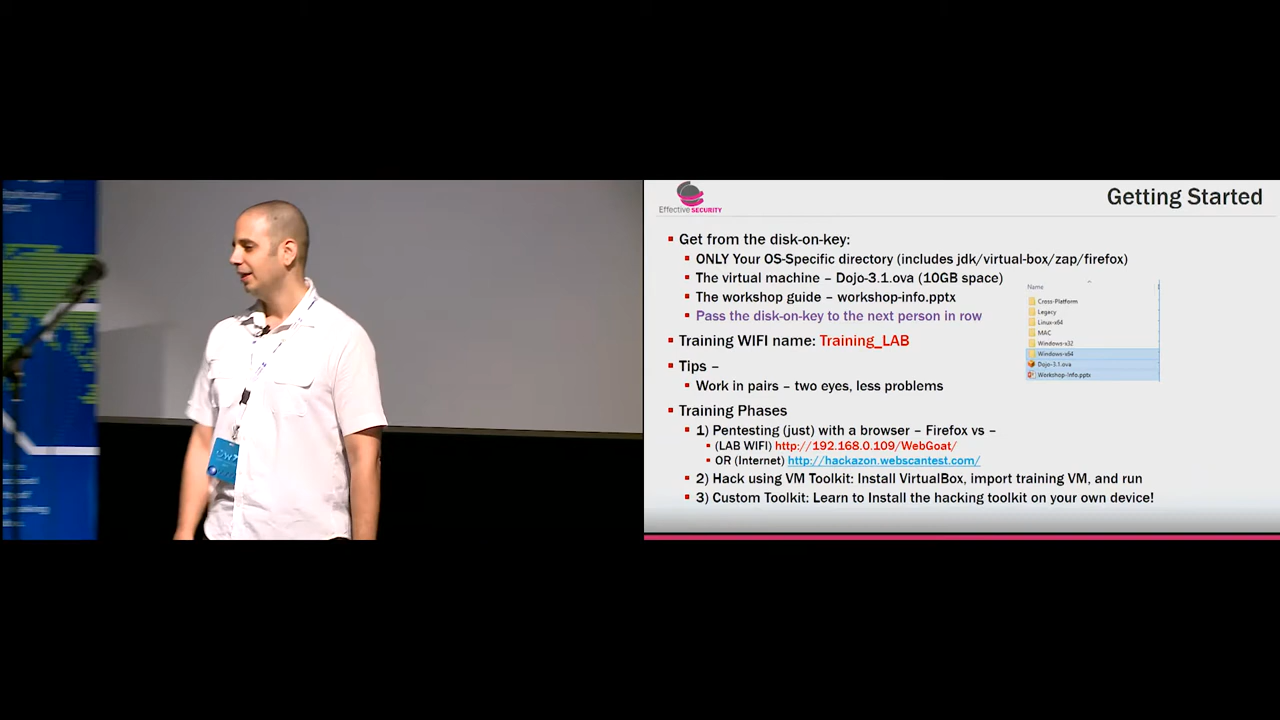 Effective SECURITY
Getting Started
Get from the disk-on-key:
ONLY Your OS-Specific directory (includes jdk/virtual-box/zap/firefox)
The virtual machine – Dojo-3.1.ova (10GB space)
The workshop guide – workshop-info.pptx
Pass the disk-on-key to the next person in row
Training WIFI name: Training_LAB
Tips –
Work in pairs – two eyes, less problems
Training Phases
1) Pentesting (just) with a browser – Firefox vs –
(LAB WIFI) http://192.168.0.109/WebGoat/
OR (Internet) http://hackazon.webscantest.com/
2) Hack using VM Toolkit: Install VirtualBox, import training VM, and run
3) Custom Toolkit: Learn to Install the hacking toolkit on your own device!
Name
Cross-Platform
Legacy
Linux-x64
MAC
Windows-x32
Windows-x64
Dojo-3.1.ova
Workshop-Info.pptx